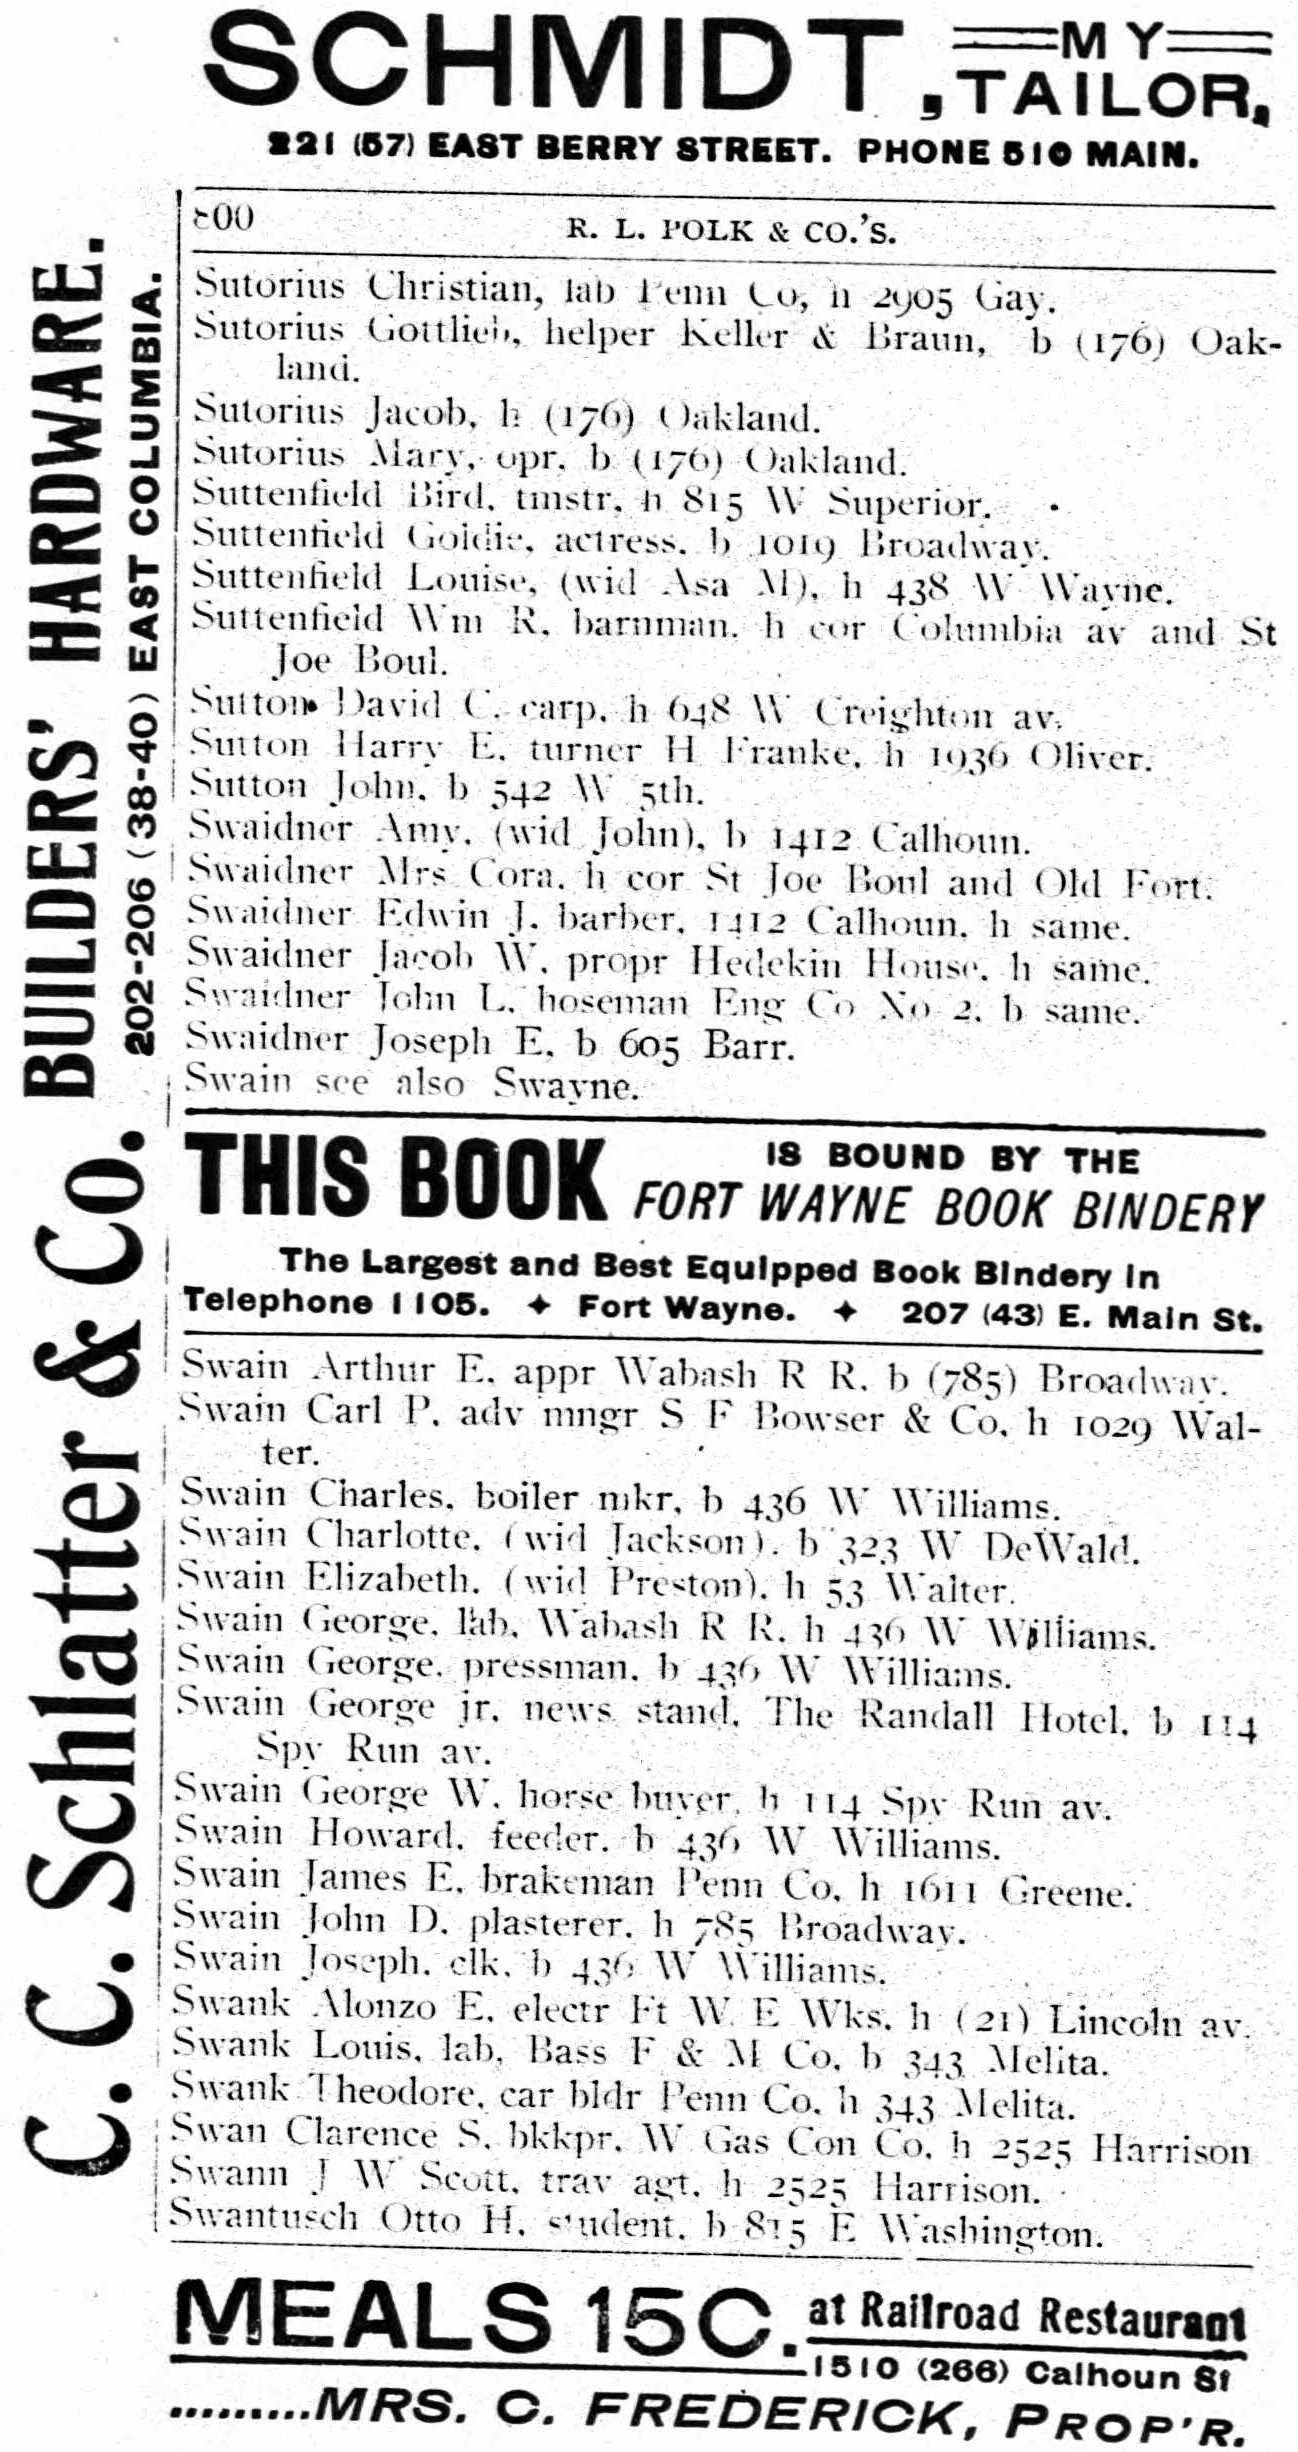 SCHMIDT, MY TAILOR,
221 (57) EAST BERRY STREET. PHONE 510 MAIN.
C. C. Schlatter & Co. BUILDERS' HARDWARE.
202-206 (38-40) EAST COLUMBIA.
800 R. L. POLK & CO.'S.
Sutorius Christian, lab Penn Co, h 2905 Gay.
Sutorius Gottlieb, helper Keller & Braun, b (176) Oak-
land.
Sutorius Jacob, h (176) Oakland.
Sutorius Mary, opr, b (176) Oakland.
Suttenfield Bird, tmstr, h 815 W Superior.
Suttenfield Goldie, actress, b 1019 Broadway.
Suttenfield Louise, (wid Asa M), h 438 W Wayne.
Suttenfield Wm R, barnman, h cor Columbia av and St
Joe Boul.
Sutton David C, carp, h 648 W Creighton av.
Sutton Harry E, turner H Franke, h 1936 Oliver.
Sutton John, b 542 W 5th.
Swaidner Amy, (wid John), b 1412 Calhoun.
Swaidner Mrs Cora, h cor St Joe Boul and Old Fort.
Swaidner Edwin J, barber, 1412 Calhoun, h same.
Swaidner Jacob W, propr Hedekin House, h same.
Swaidner John L, hoseman Eng Co No 2, b same.
Swaidner Joseph E, b 605 Barr.
Swain see also Swayne.
THIS BOOK IS BOUND BY THE
FORT WAYNE BOOK BINDERY
The Largest and Best Equipped Book Bindery in
Telephone 1105. ✦ Fort Wayne. ✦ 207 (43) E. Main St.
Swain Arthur E, appr Wabash R R, b (785) Broadway.
Swain Carl P, adv mngr S F Bowser & Co, h 1029 Wal-
ter.
Swain Charles, boiler mkr, b 436 W Williams.
Swain Charlotte, (wid Jackson), b 323 W DeWald.
Swain Elizabeth, (wid Preston), h 53 Walter.
Swain George, lab, Wabash R R, h 436 W Williams.
Swain George, pressman, b 436 W Williams.
Swain George jr, news stand, The Randall Hotel, b 114
Spy Run av.
Swain George W, horse buyer, h 114 Spy Run av.
Swain Howard, feeder, b 436 W Williams.
Swain James E, brakeman Penn Co, h 1611 Greene.
Swain John D, plasterer, h 785 Broadway.
Swain Joseph, clk, b 436 W Williams.
Swank Alonzo E, electr Ft W E Wks, h (21) Lincoln av.
Swank Louis, lab, Bass F & M Co, b 343 Melita.
Swank Theodore, car bldr Penn Co, h 343 Melita.
Swan Clarence S, bkkpr, W Gas Con Co, h 2525 Harrison
Swann J W Scott, trav agt, h 2525 Harrison.
Swantusch Otto H, student, b 815 E Washington.
MEALS 15C. at Railroad Restaurant
1510 (266) Calhoun St
.........MRS. C. FREDERICK, PROP'R.